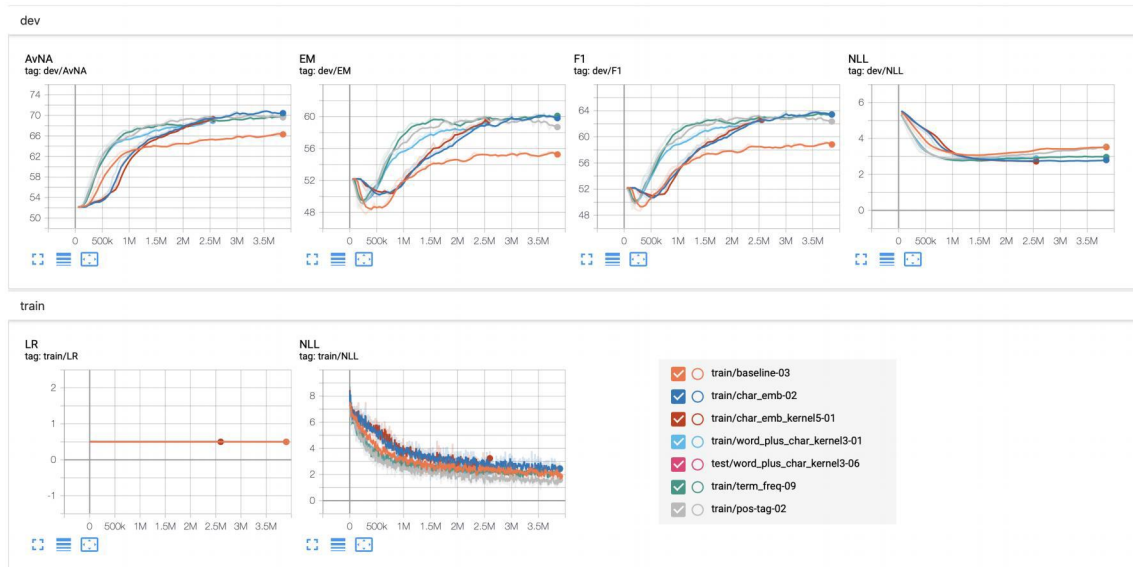 dev
AvNA
tag: dev/AvNA
74
70
66
62
58
54
50
0 500k 1M 1.5M 2M 2.5M 3M 3.5M
EM
tag: dev/EM
60
56
52
48
0 500k 1M 1.5M 2M 2.5M 3M 3.5M
F1
tag: dev/F1
64
60
56
52
48
0 500k 1M 1.5M 2M 2.5M 3M 3.5M
NLL
tag: dev/NLL
6
4
2
0
0 500k 1M 1.5M 2M 2.5M 3M 3.5M
train
LR
tag: train/LR
2
1
0
-1
0 500k 1M 1.5M 2M 2.5M 3M 3.5M
NLL
tag: train/NLL
8
6
4
2
0
0 500k 1M 1.5M 2M 2.5M 3M 3.5M
train/baseline-03
train/char_emb-02
train/char_emb_kernel5-01
train/word_plus_char_kernel3-01
test/word_plus_char_kernel3-06
train/term_freq-09
train/pos-tag-02